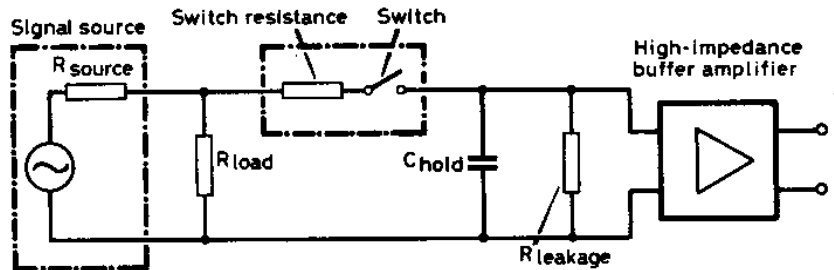 Signal source
R source
Switch resistance
Switch
R load
C hold
R leakage
High-impedance
buffer amplifier